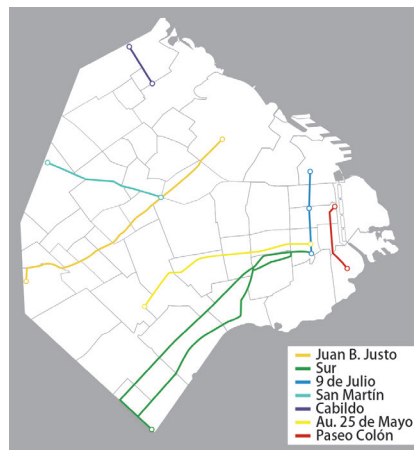 Juan B. Justo
Sur
9 de Julio
San Martín
Cabildo
Au. 25 de Mayo
Paseo Colón